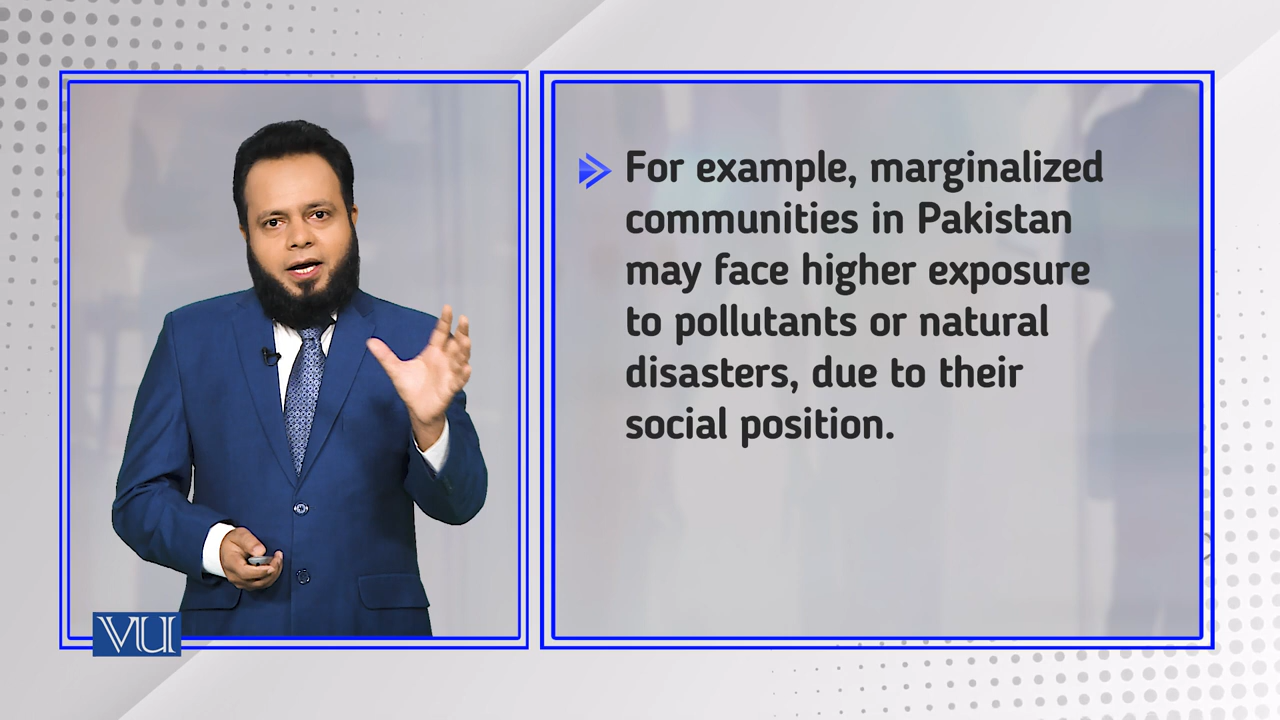 For example, marginalized
communities in Pakistan
may face higher exposure
to pollutants or natural
disasters, due to their
social position.
VU